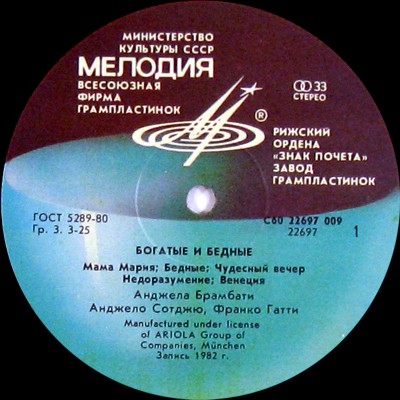 МИНИСТЕРСТВО
КУЛЬТУРЫ СССР
МЕЛОДИЯ
ВСЕСОЮЗНАЯ
ФИРМА
ГРАМПЛАСТИНОК
33
СТЕРЕО
®
РИЖСКИЙ
ОРДЕНА
«ЗНАК ПОЧЕТА»
ЗАВОД
ГРАМПЛАСТИНОК
ГОСТ 5289-80
Гр. 3. 3-25
С60 22697 009
22697
1
БОГАТЫЕ И БЕДНЫЕ
Мама Мария; Бедные; Чудесный вечер
Недоразумение; Венеция
Анджела Брамбати
Анджело Сотджю, Франко Гатти
Manufactured under license
of ARIOLA Group of
Companies, München
Запись 1982 г.